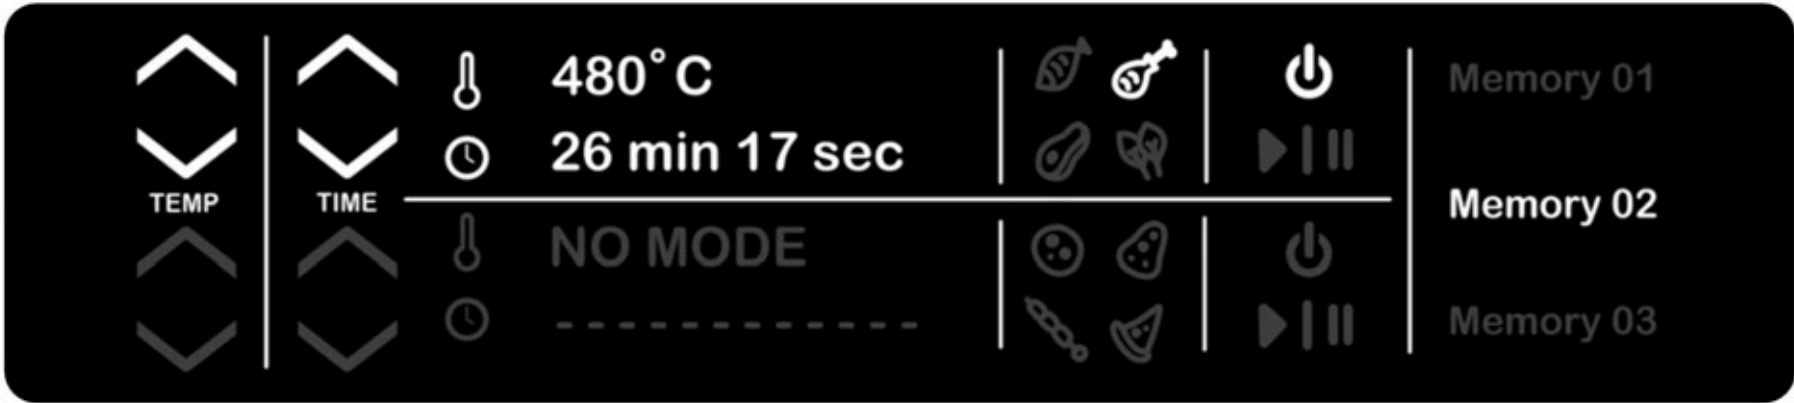 480°C
26 min 17 sec
TEMP
TIME
NO MODE
- - - - - - - - - - - -
Memory 01
Memory 02
Memory 03